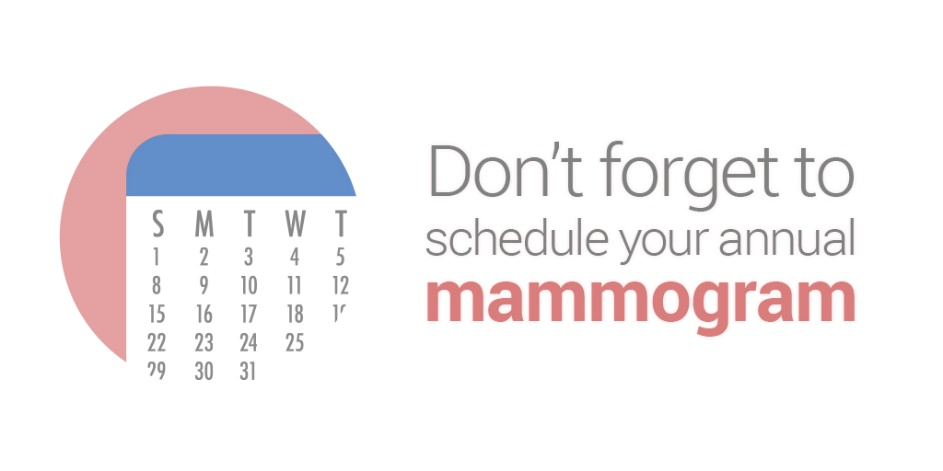 S M T W T
1 2 3 4 5
8 9 10 11 12
15 16 17 18
22 23 24 25
29 30 31
Don't forget to
schedule your annual
mammogram